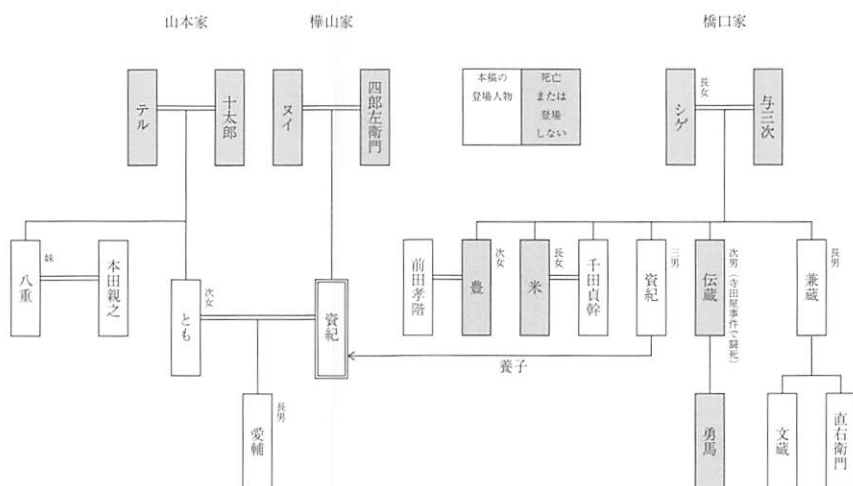 山本家
樺山家
橋口家
テル
十太郎
ヌイ
四郎左衛門
本稿の
登場人物
死亡
または
登場
しない
シゲ
長女
与三次
八重
妹
本田親之
とも
次女
資紀
前田孝階
豊
次女
米
長女
千田貞幹
資紀
三男
伝蔵
次男（寺田屋事件で闘死）
兼蔵
長男
養子
愛輔
長男
勇馬
文蔵
直右衛門